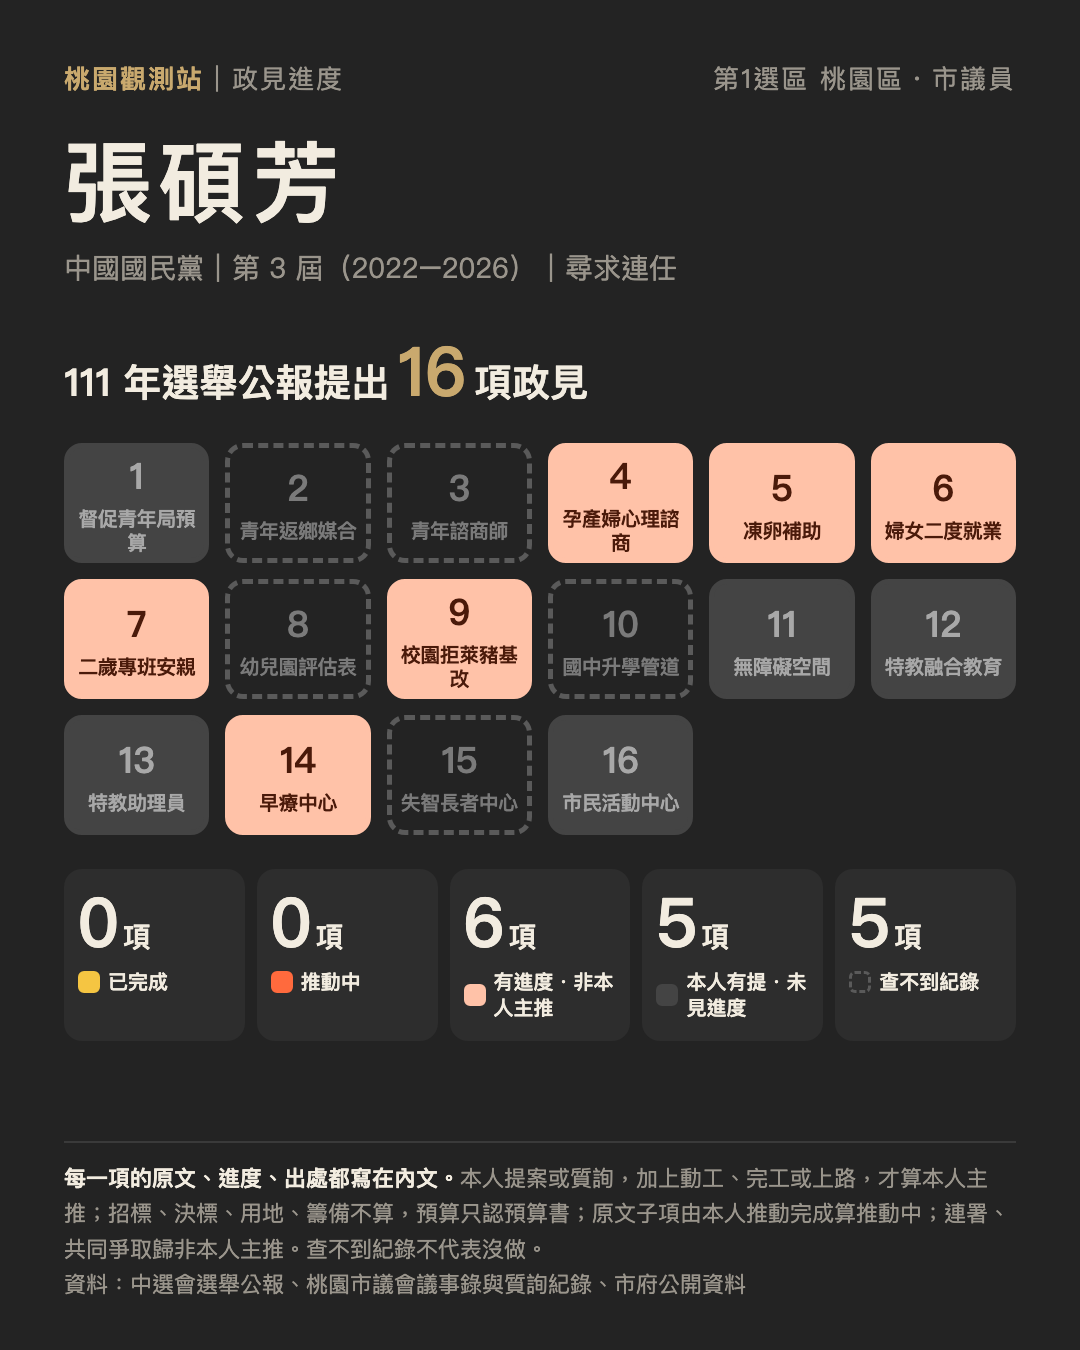 桃園觀測站｜政見進度
第1選區 桃園區・市議員
張碩芳
中國國民黨｜第 3 屆（2022—2026）｜尋求連任
111 年選舉公報提出 16 項政見
1
督促青年局預
算
2
青年返鄉媒合
3
青年諮商師
4
孕產婦心理諮
商
5
凍卵補助
6
婦女二度就業
7
二歲專班安親
8
幼兒園評估表
9
校園拒萊豬基
改
10
國中升學管道
11
無障礙空間
12
特教融合教育
13
特教助理員
14
早療中心
15
失智長者中心
16
市民活動中心
0項
已完成
0項
推動中
6項
有進度・非本
人主推
5項
本人有提・未
見進度
5項
查不到紀錄
每一項的原文、進度、出處都寫在內文。本人提案或質詢，加上動工、完工或上路，才算本人主
推；招標、決標、用地、籌備不算，預算只認預算書；原文子項由本人推動完成算推動中；連署、
共同爭取歸非本人主推。查不到紀錄不代表沒做。
資料：中選會選舉公報、桃園市議會議事錄與質詢紀錄、市府公開資料